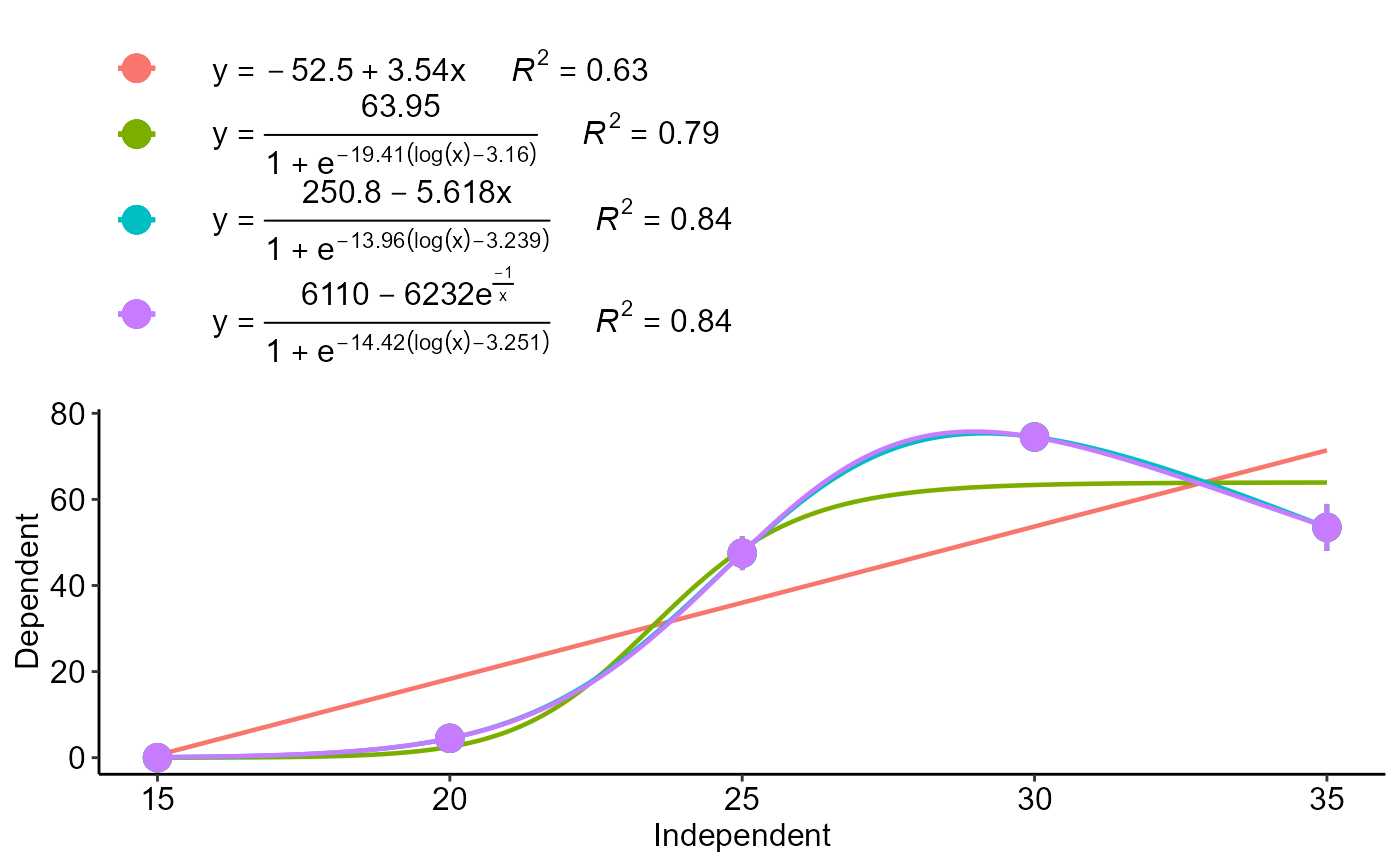 y = − 52.5 + 3.54x R² = 0.63
63.95
y = R² = 0.79
1 + e^−19.41(log(x)−3.16)
250.8 − 5.618x
y = R² = 0.84
1 + e^−13.96(log(x)−3.239)
6110 − 6232e^−1/x
y = R² = 0.84
1 + e^−14.42(log(x)−3.251)
80
60
40
20
0
Dependent
15 20 25 30 35
Independent